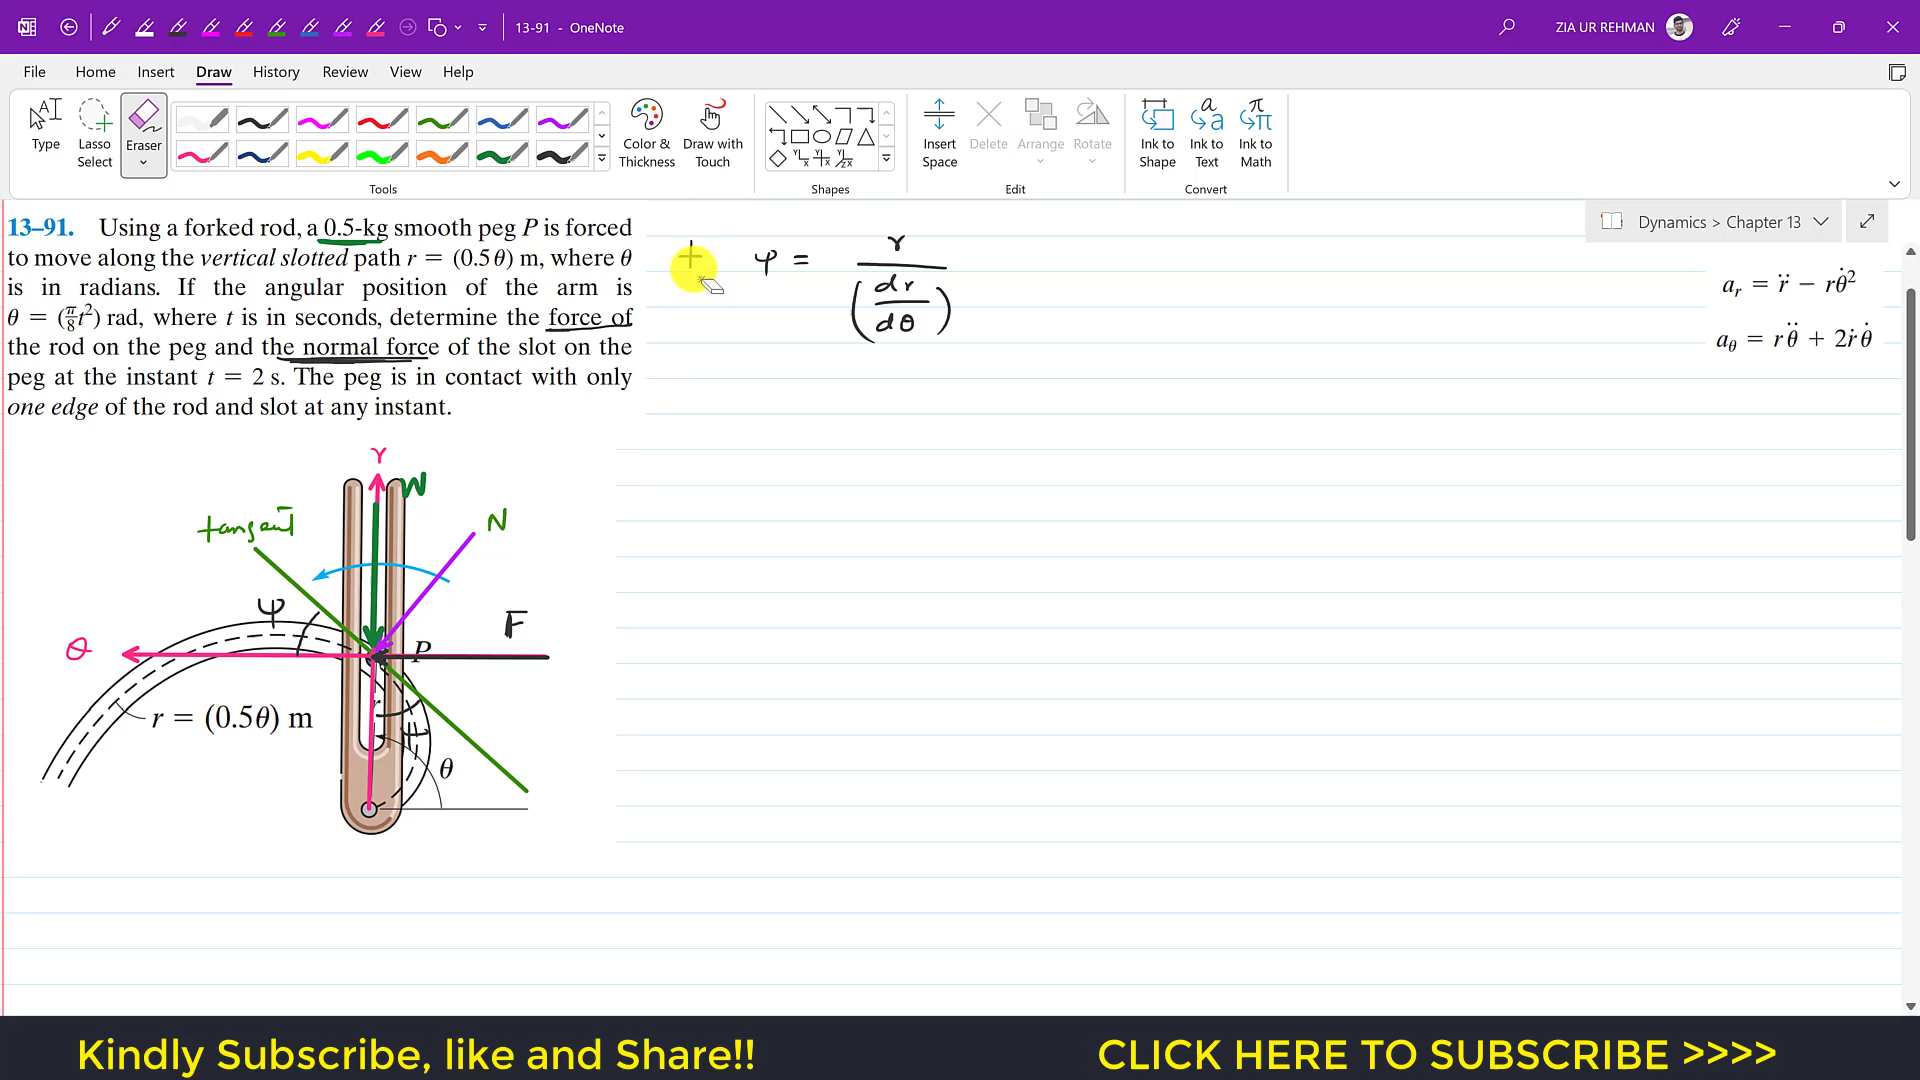 13-91 - OneNote
ZIA UR REHMAN
File Home Insert Draw History Review View Help
Type
Lasso Select
Eraser
Color & Thickness
Draw with Touch
Insert Space
Delete
Arrange
Rotate
Ink to Shape
Ink to Text
Ink to Math
Tools
Shapes
Edit
Convert
Dynamics > Chapter 13
13–91. Using a forked rod, a 0.5-kg smooth peg P is forced
to move along the vertical slotted path r = (0.5θ) m, where θ
is in radians. If the angular position of the arm is
θ = (π/8 t²) rad, where t is in seconds, determine the force of
the rod on the peg and the normal force of the slot on the
peg at the instant t = 2 s. The peg is in contact with only
one edge of the rod and slot at any instant.
ψ = r / (dr/dθ)
a_r = r̈ − rθ̇²
a_θ = rθ̈ + 2ṙθ̇
r
W
tangent
N
ψ
F
θ
P
r
r = (0.5θ) m
θ
Kindly Subscribe, like and Share!!
CLICK HERE TO SUBSCRIBE >>>>